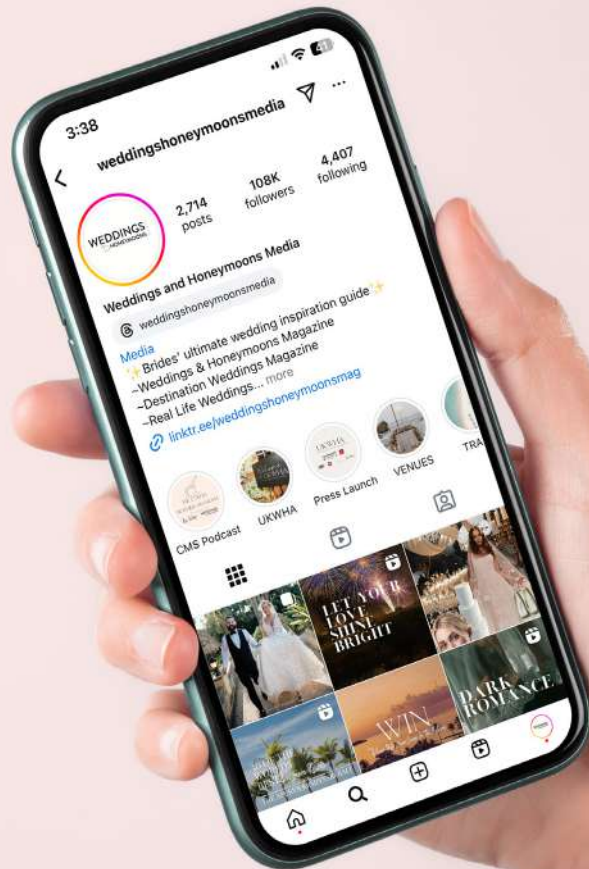 3:38
41
weddingshoneymoonsmedia
WEDDINGS
HONEYMOONS
2,714
posts
108K
followers
4,407
following
Weddings and Honeymoons Media
weddingshoneymoonsmedia
Media
✨Brides' ultimate wedding inspiration guide✨
~Weddings & Honeymoons Magazine
~Destination Weddings Magazine
~Real Life Weddings... more
linktr.ee/weddingshoneymoonsmag
UKWHA
CMS Podcast
UKWHA
Press Launch
VENUES
TRA
LET YOUR
LOVE
SHINE
BRIGHT
WIN
DARK
ROMANCE